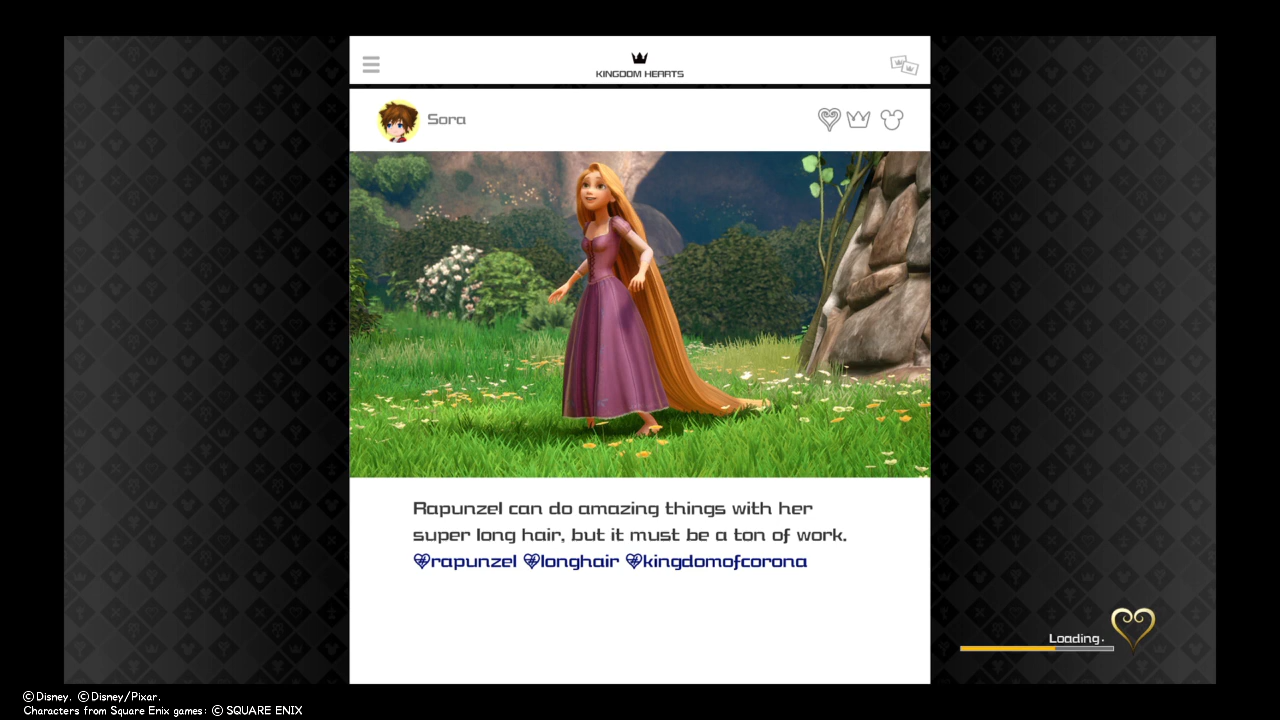 KINGDOM HEARTS
Sora
Rapunzel can do amazing things with her
super long hair, but it must be a ton of work.
rapunzel longhair kingdomofcorona
Loading.
©Disney. ©Disney/Pixar.
Characters from Square Enix games: © SQUARE ENIX